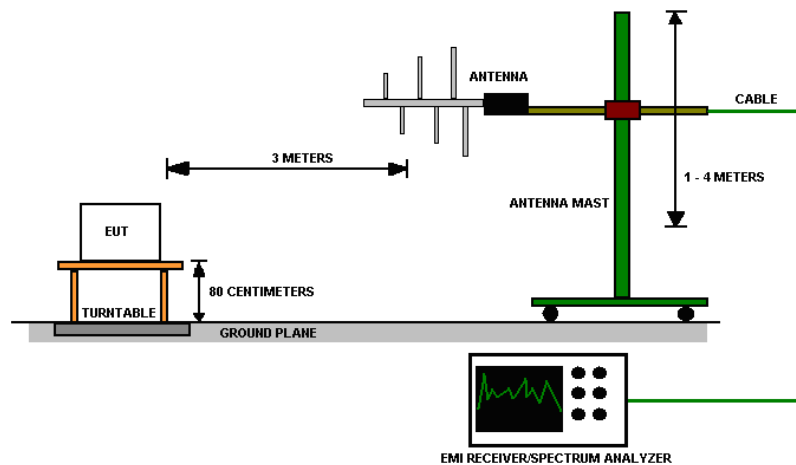 ANTENNA
CABLE
3 METERS
1 - 4 METERS
ANTENNA MAST
EUT
80 CENTIMETERS
TURNTABLE
GROUND PLANE
EMI RECEIVER/SPECTRUM ANALYZER